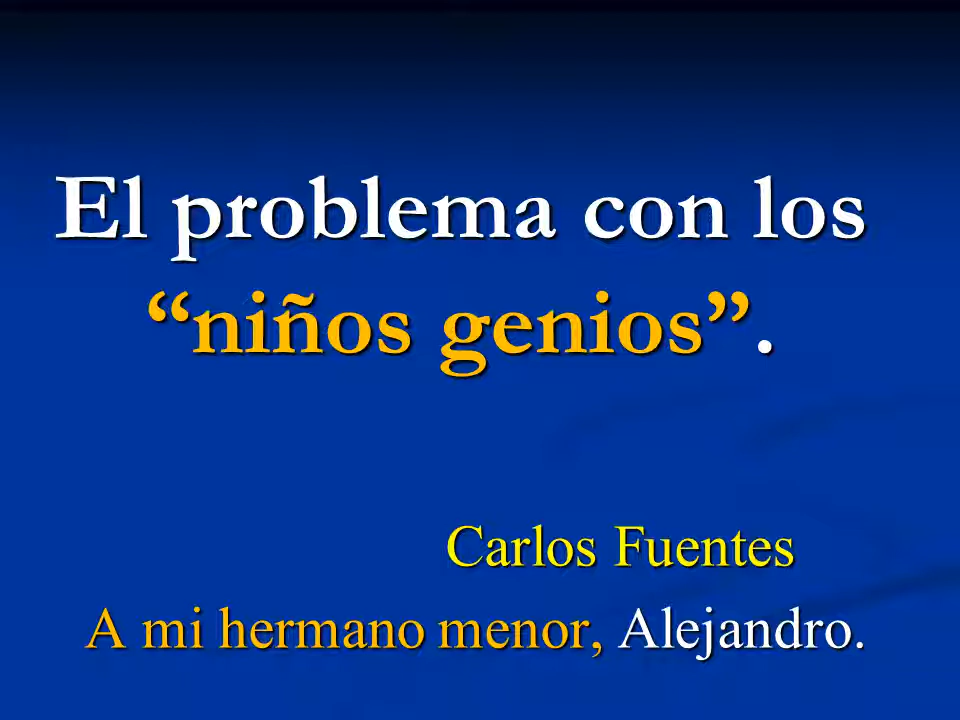 El problema con los
“niños genios”.
Carlos Fuentes
A mi hermano menor, Alejandro.